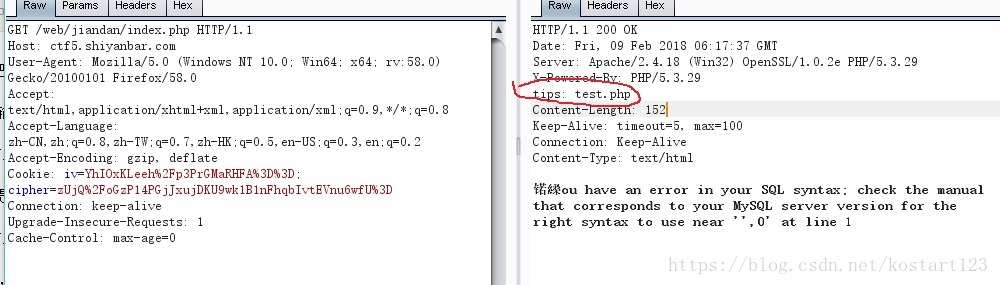 Raw Params Headers Hex
GET /web/jiandan/index.php HTTP/1.1
Host: ctf5.shiyanbar.com
User-Agent: Mozilla/5.0 (Windows NT 10.0; Win64; x64; rv:58.0)
Gecko/20100101 Firefox/58.0
Accept:
text/html,application/xhtml+xml,application/xml;q=0.9,*/*;q=0.8
Accept-Language:
zh-CN,zh;q=0.8,zh-TW;q=0.7,zh-HK;q=0.5,en-US;q=0.3,en;q=0.2
Accept-Encoding: gzip, deflate
Cookie: iv=YhIOxKLeeh%2Fp3PrGMaRHFA%3D%3D;
cipher=zUjQ%2FoGzP14PGjJxujDKU9wk1B1nFhqbIvtEVnu6wfU%3D
Connection: keep-alive
Upgrade-Insecure-Requests: 1
Cache-Control: max-age=0
Raw Headers Hex
HTTP/1.1 200 OK
Date: Fri, 09 Feb 2018 06:17:37 GMT
Server: Apache/2.4.18 (Win32) OpenSSL/1.0.2e PHP/5.3.29
X-Powered-By: PHP/5.3.29
tips: test.php
Content-Length: 152
Keep-Alive: timeout=5, max=100
Connection: Keep-Alive
Content-Type: text/html
ou have an error in your SQL syntax; check the manual
that corresponds to your MySQL server version for the
right syntax to use near '',0' at line 1
https://blog.csdn.net/kostart123